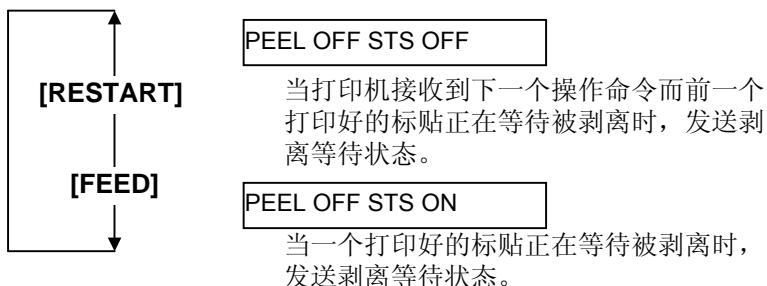 PEEL OFF STS OFF
[RESTART]
当打印机接收到下一个操作命令而前一个
打印好的标贴正在等待被剥离时，发送剥
离等待状态。
[FEED]
PEEL OFF STS ON
当一个打印好的标贴正在等待被剥离时，
发送剥离等待状态。